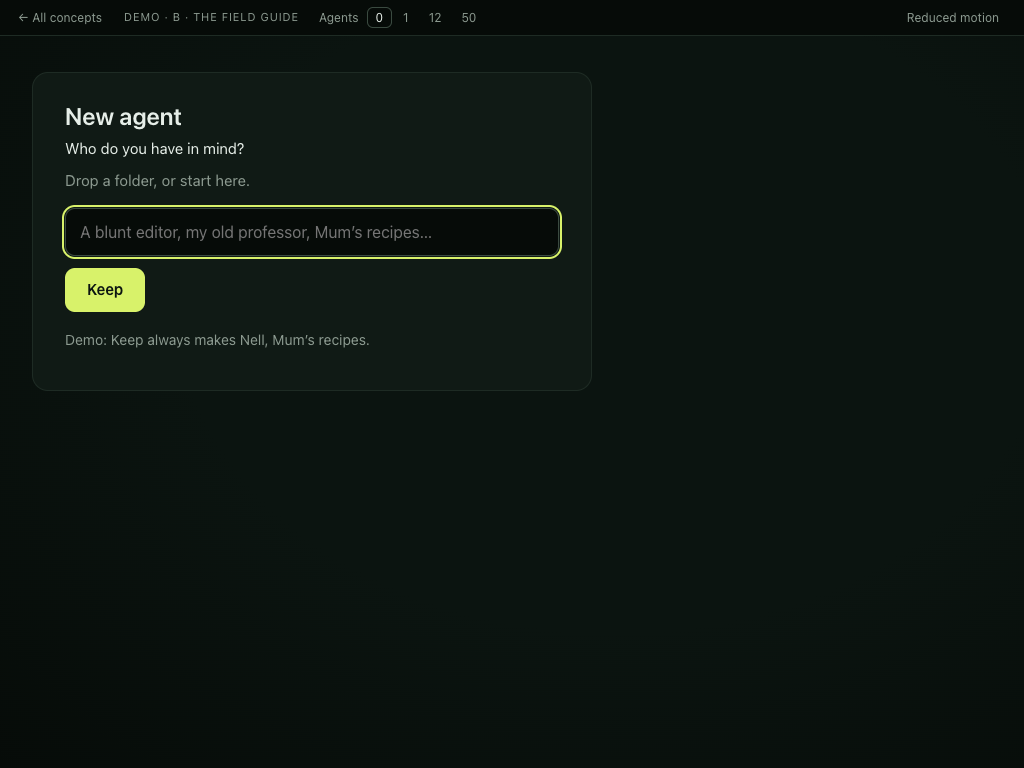 ← All concepts DEMO · B · THE FIELD GUIDE Agents 0 1 12 50 Reduced motion
New agent
Who do you have in mind?
Drop a folder, or start here.
A blunt editor, my old professor, Mum’s recipes…
Keep
Demo: Keep always makes Nell, Mum’s recipes.